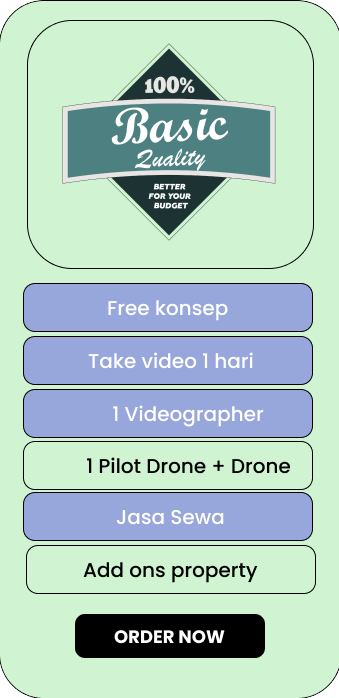 100%
Basic
Quality
BETTER
FOR YOUR
BUDGET
Free konsep
Take video 1 hari
1 Videographer
1 Pilot Drone + Drone
Jasa Sewa
Add ons property
ORDER NOW